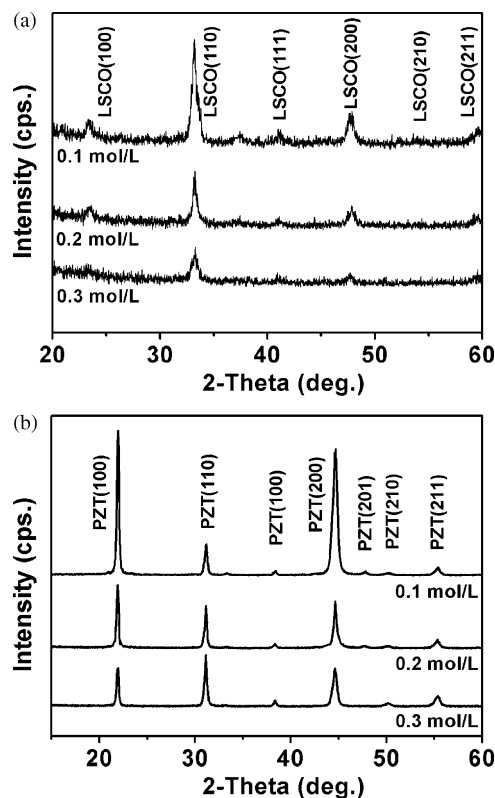 (a)
LSCO(100)
LSCO(110)
LSCO(111)
LSCO(200)
LSCO(210)
LSCO(211)
Intensity (cps.)
0.1 mol/L
0.2 mol/L
0.3 mol/L
20 30 40 50 60
2-Theta (deg.)
(b)
PZT(100)
PZT(110)
PZT(100)
PZT(200)
PZT(201)
PZT(210)
PZT(211)
Intensity (cps.)
0.1 mol/L
0.2 mol/L
0.3 mol/L
20 30 40 50 60
2-Theta (deg.)